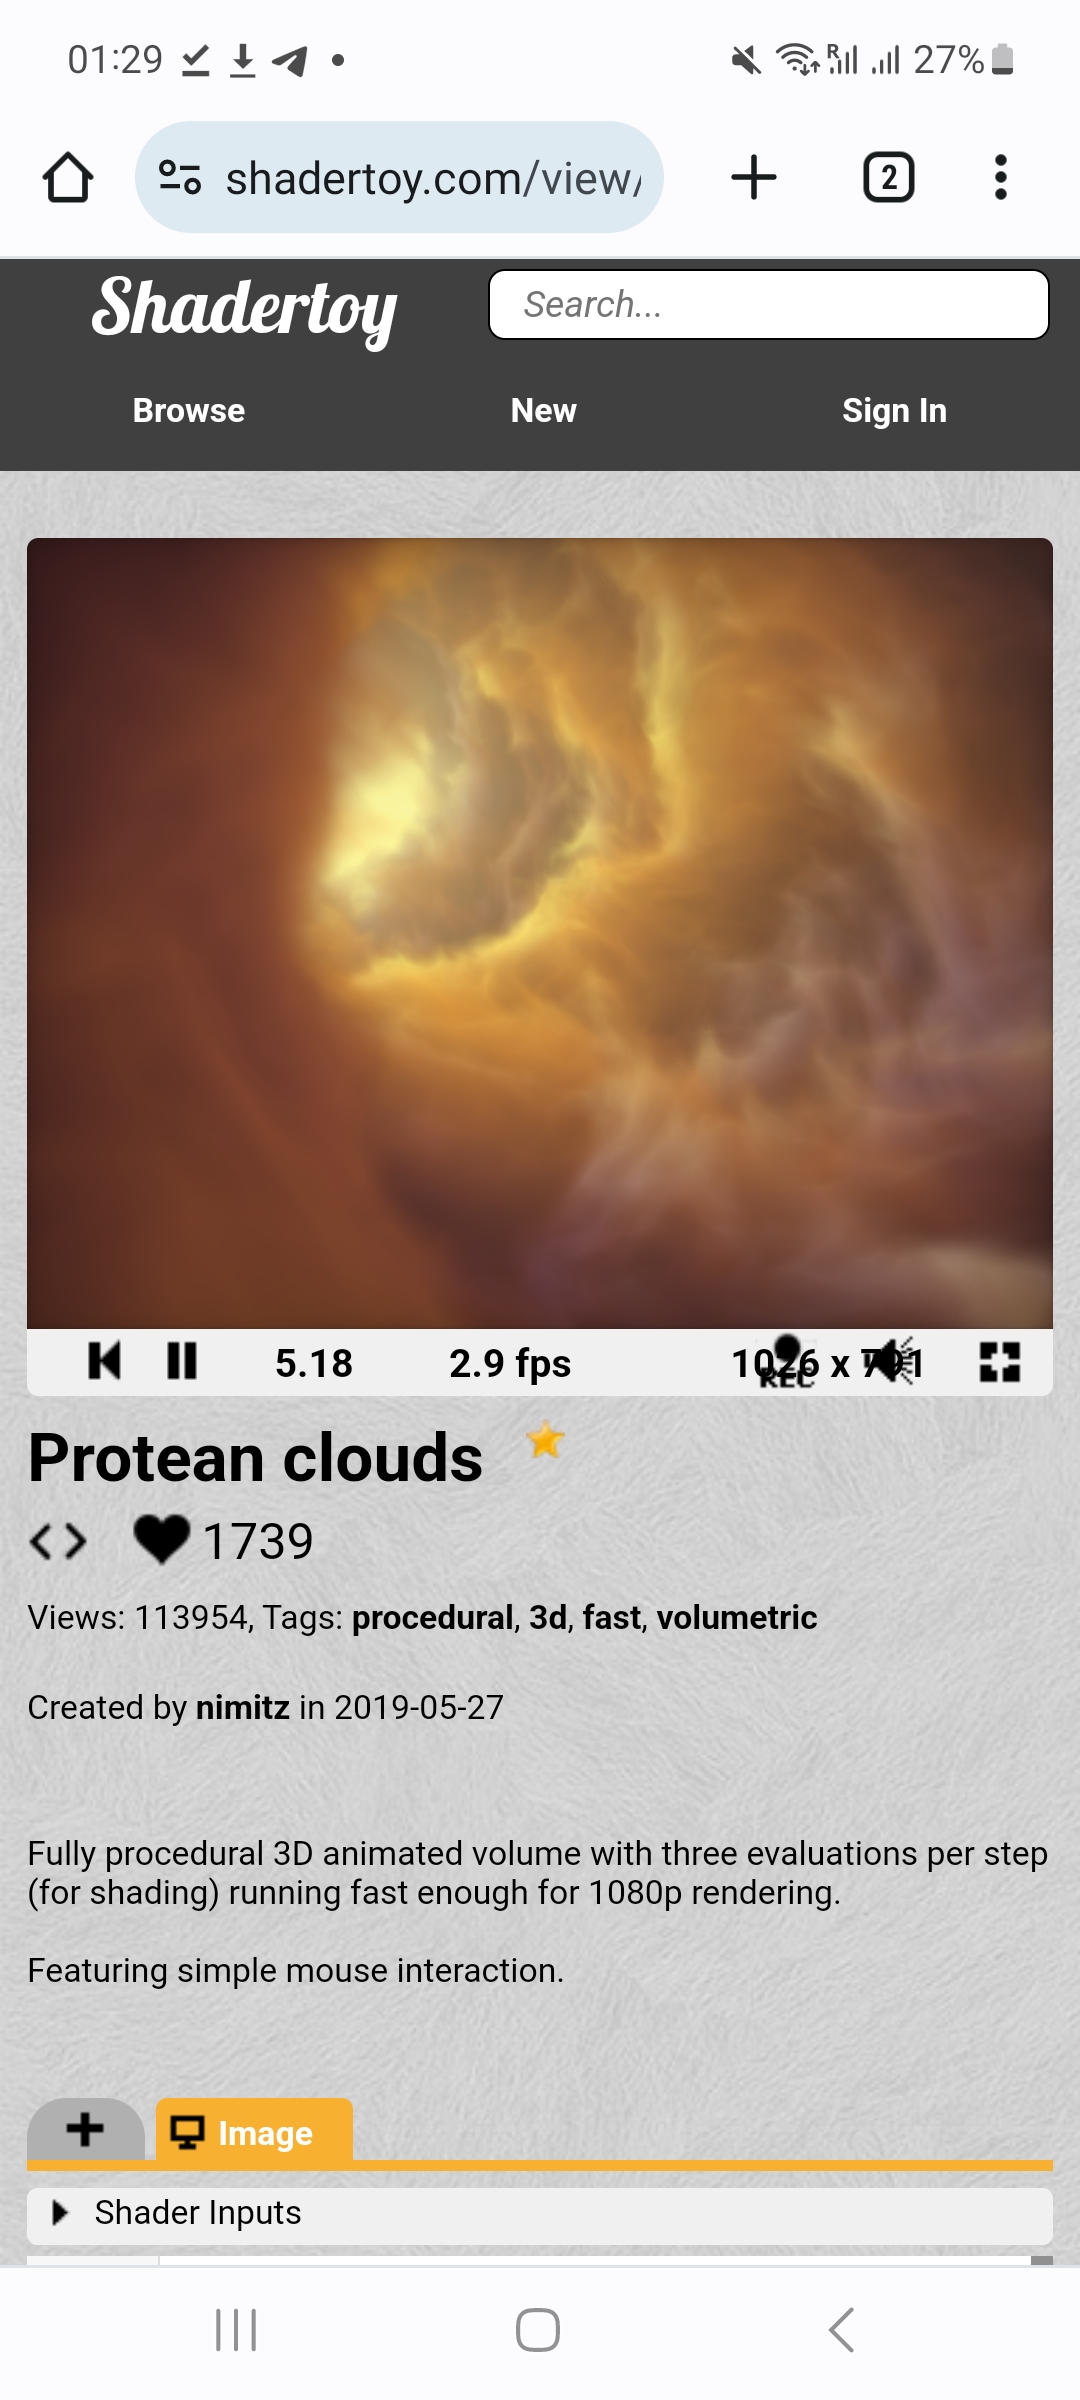 01:29
R
27%
shadertoy.com/view/
2
Shadertoy
Search...
Browse
New
Sign In
5.18
2.9 fps
1026 x 791
REC
Protean clouds
1739
Views: 113954, Tags: procedural, 3d, fast, volumetric
Created by nimitz in 2019-05-27
Fully procedural 3D animated volume with three evaluations per step
(for shading) running fast enough for 1080p rendering.
Featuring simple mouse interaction.
Image
Shader Inputs